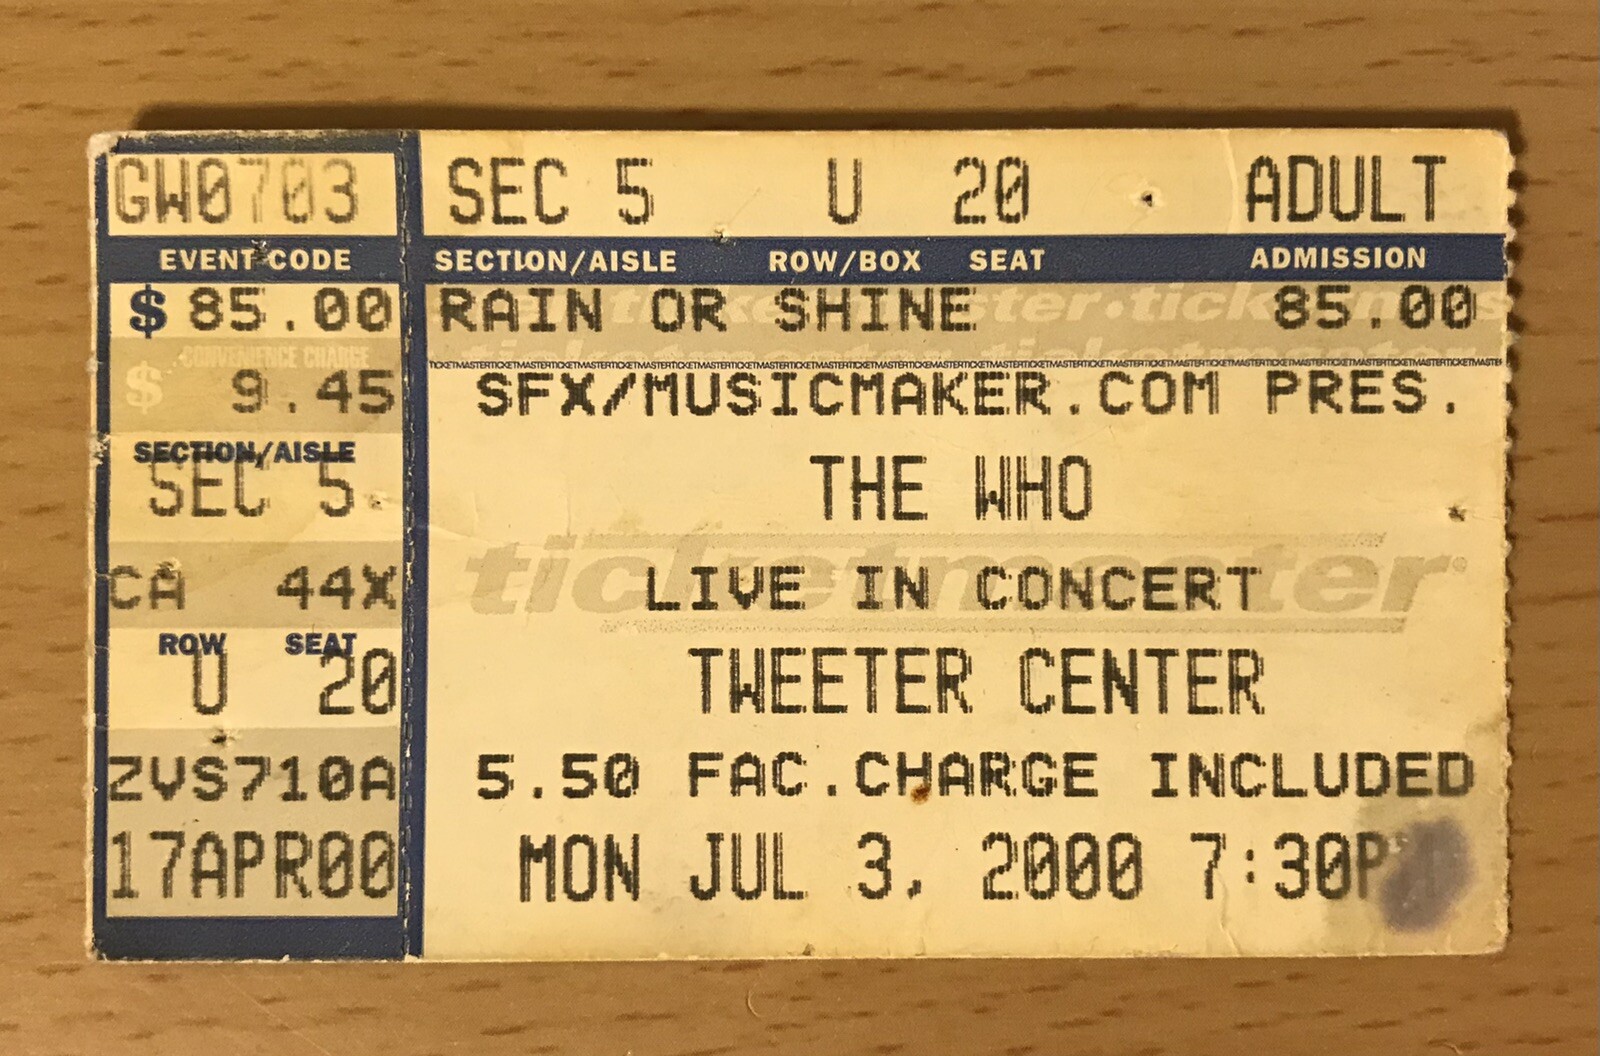 GW0703
EVENT CODE
$ 85.00
CONVENIENCE CHARGE
$ 9.45
SECTION/AISLE
SEC 5
CA 44X
ROW SEAT
U 20
ZVS710A
17APR00
SEC 5 U 20 ADULT
SECTION/AISLE ROW/BOX SEAT ADMISSION
RAIN OR SHINE 85.00
TICKETMASTERTICKETMASTERTICKETMASTERTICKETMASTERTICKETMASTERTICKETMASTERTICKETMASTERTICKETMASTERTICKETMASTERTICKETMASTER
SFX/MUSICMAKER.COM PRES.
THE WHO
ticketmaster
LIVE IN CONCERT
TWEETER CENTER
5.50 FAC.CHARGE INCLUDED
MON JUL 3, 2000 7:30PM